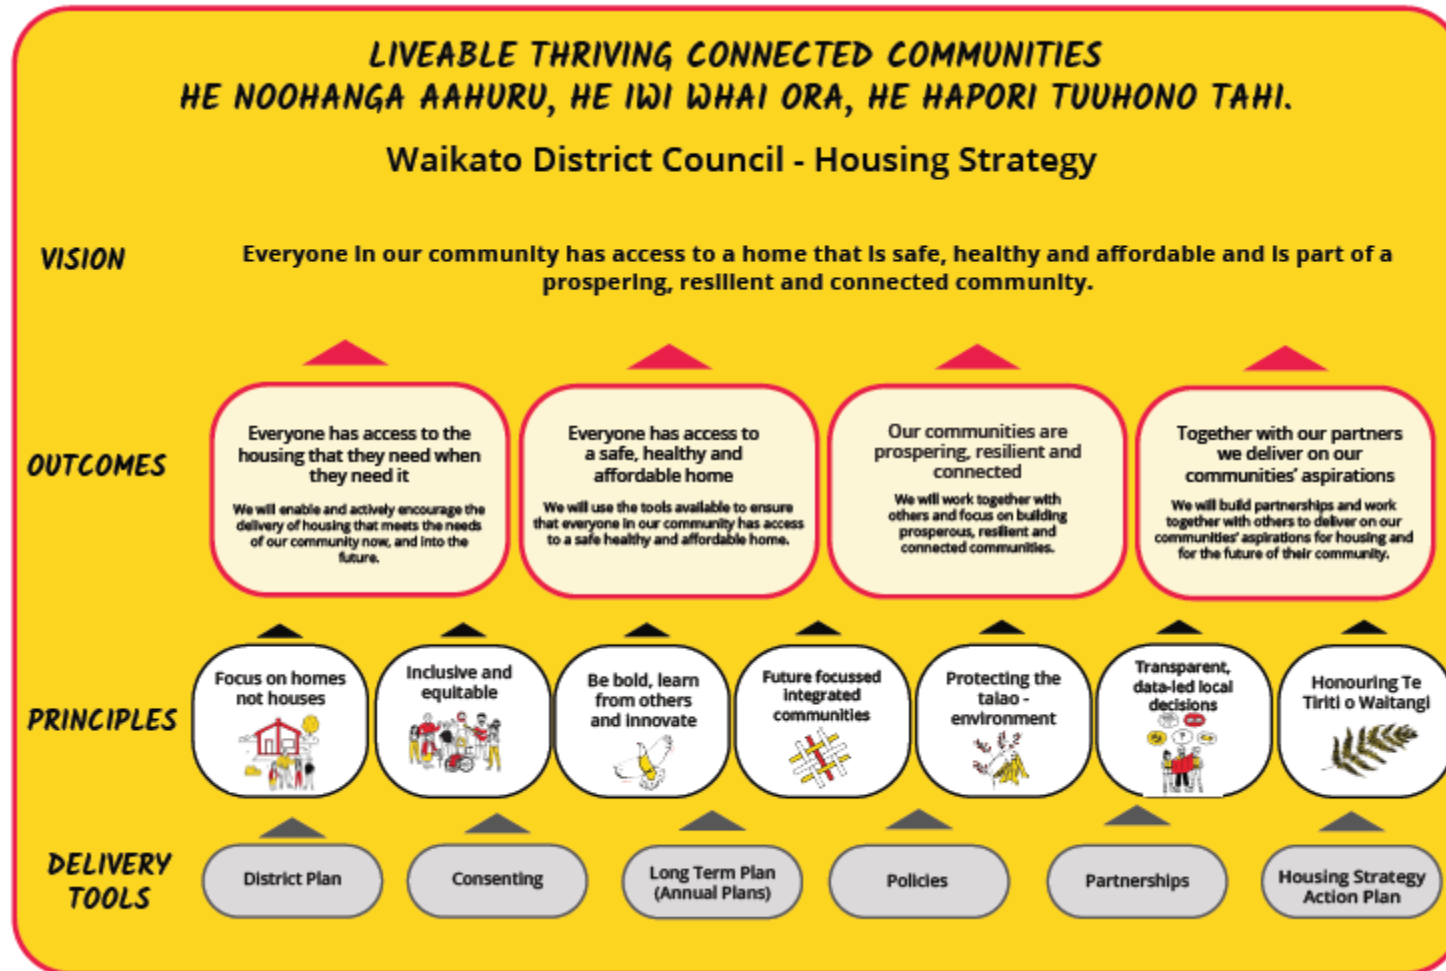 LIVEABLE THRIVING CONNECTED COMMUNITIES
HE NOOHANGA AAHURU, HE IWI WHAI ORA, HE HAPORI TUUHONO TAHI.
Waikato District Council - Housing Strategy
VISION
Everyone in our community has access to a home that is safe, healthy and affordable and is part of a
prospering, resilient and connected community.
OUTCOMES
Everyone has access to the
housing that they need when
they need it
We will enable and actively encourage the
delivery of housing that meets the needs
of our community now, and into the
future.
Everyone has access to
a safe, healthy and
affordable home
We will use the tools available to ensure
that everyone in our community has access
to a safe healthy and affordable home.
Our communities are
prospering, resilient and
connected
We will work together with
others and focus on building
prosperous, resilient and
connected communities.
Together with our partners
we deliver on our
communities' aspirations
We will build partnerships and work
together with others to deliver on our
communities' aspirations for housing and
for the future of their community.
PRINCIPLES
Focus on homes
not houses
Inclusive and
equitable
Be bold, learn
from others
and innovate
Future focussed
integrated
communities
Protecting the
taiao -
environment
Transparent,
data-led local
decisions
?
Honouring Te
Tiriti o Waitangi
DELIVERY
TOOLS
District Plan
Consenting
Long Term Plan
(Annual Plans)
Policies
Partnerships
Housing Strategy
Action Plan